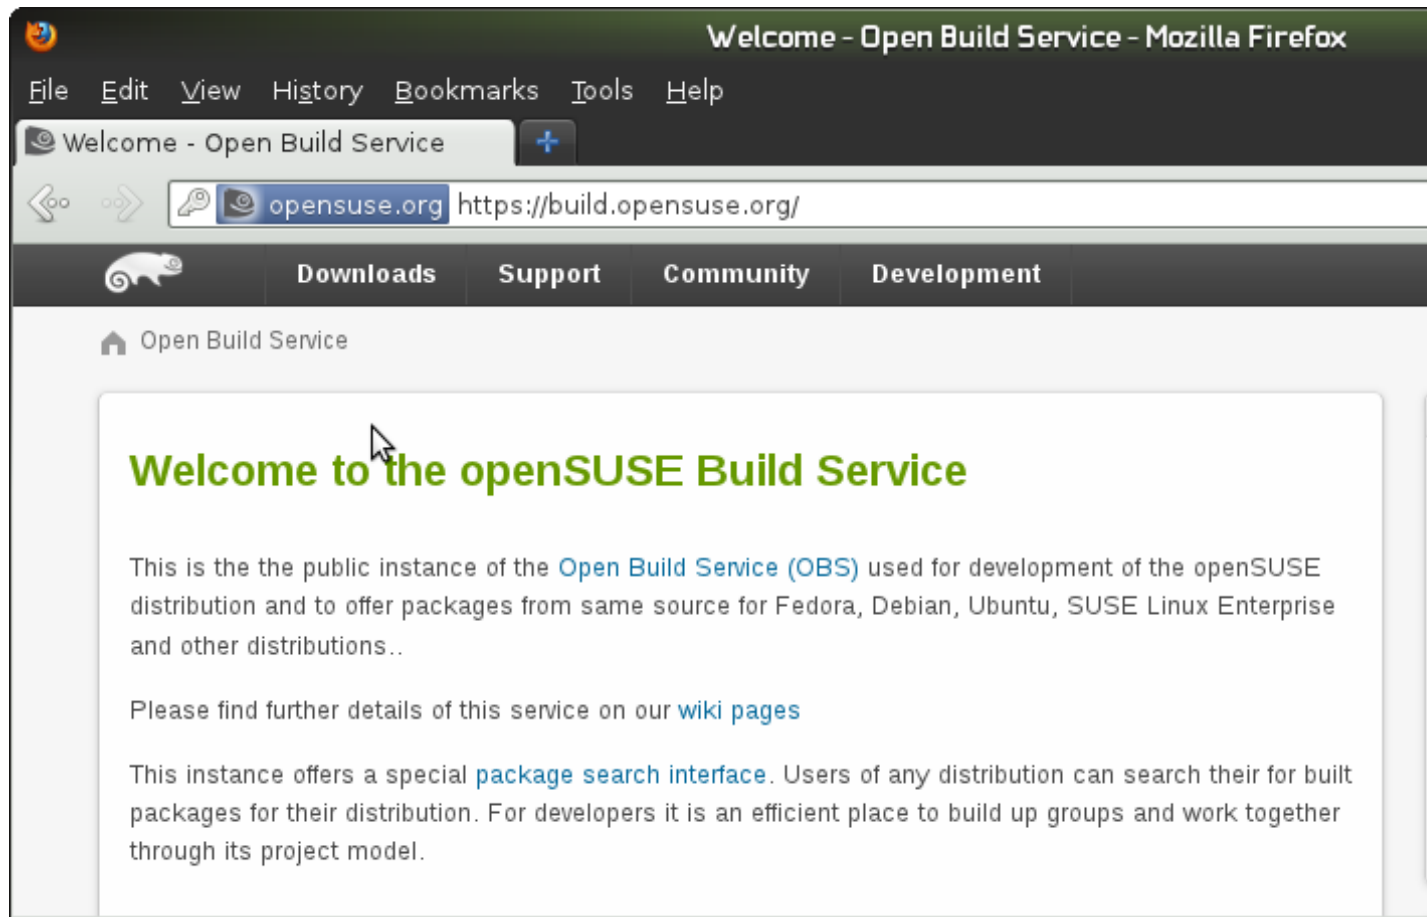 Welcome - Open Build Service - Mozilla Firefox
File Edit View History Bookmarks Tools Help
Welcome - Open Build Service
opensuse.org https://build.opensuse.org/
Downloads Support Community Development
Open Build Service
Welcome to the openSUSE Build Service
This is the the public instance of the Open Build Service (OBS) used for development of the openSUSE
distribution and to offer packages from same source for Fedora, Debian, Ubuntu, SUSE Linux Enterprise
and other distributions..
Please find further details of this service on our wiki pages
This instance offers a special package search interface. Users of any distribution can search their for built
packages for their distribution. For developers it is an efficient place to build up groups and work together
through its project model.